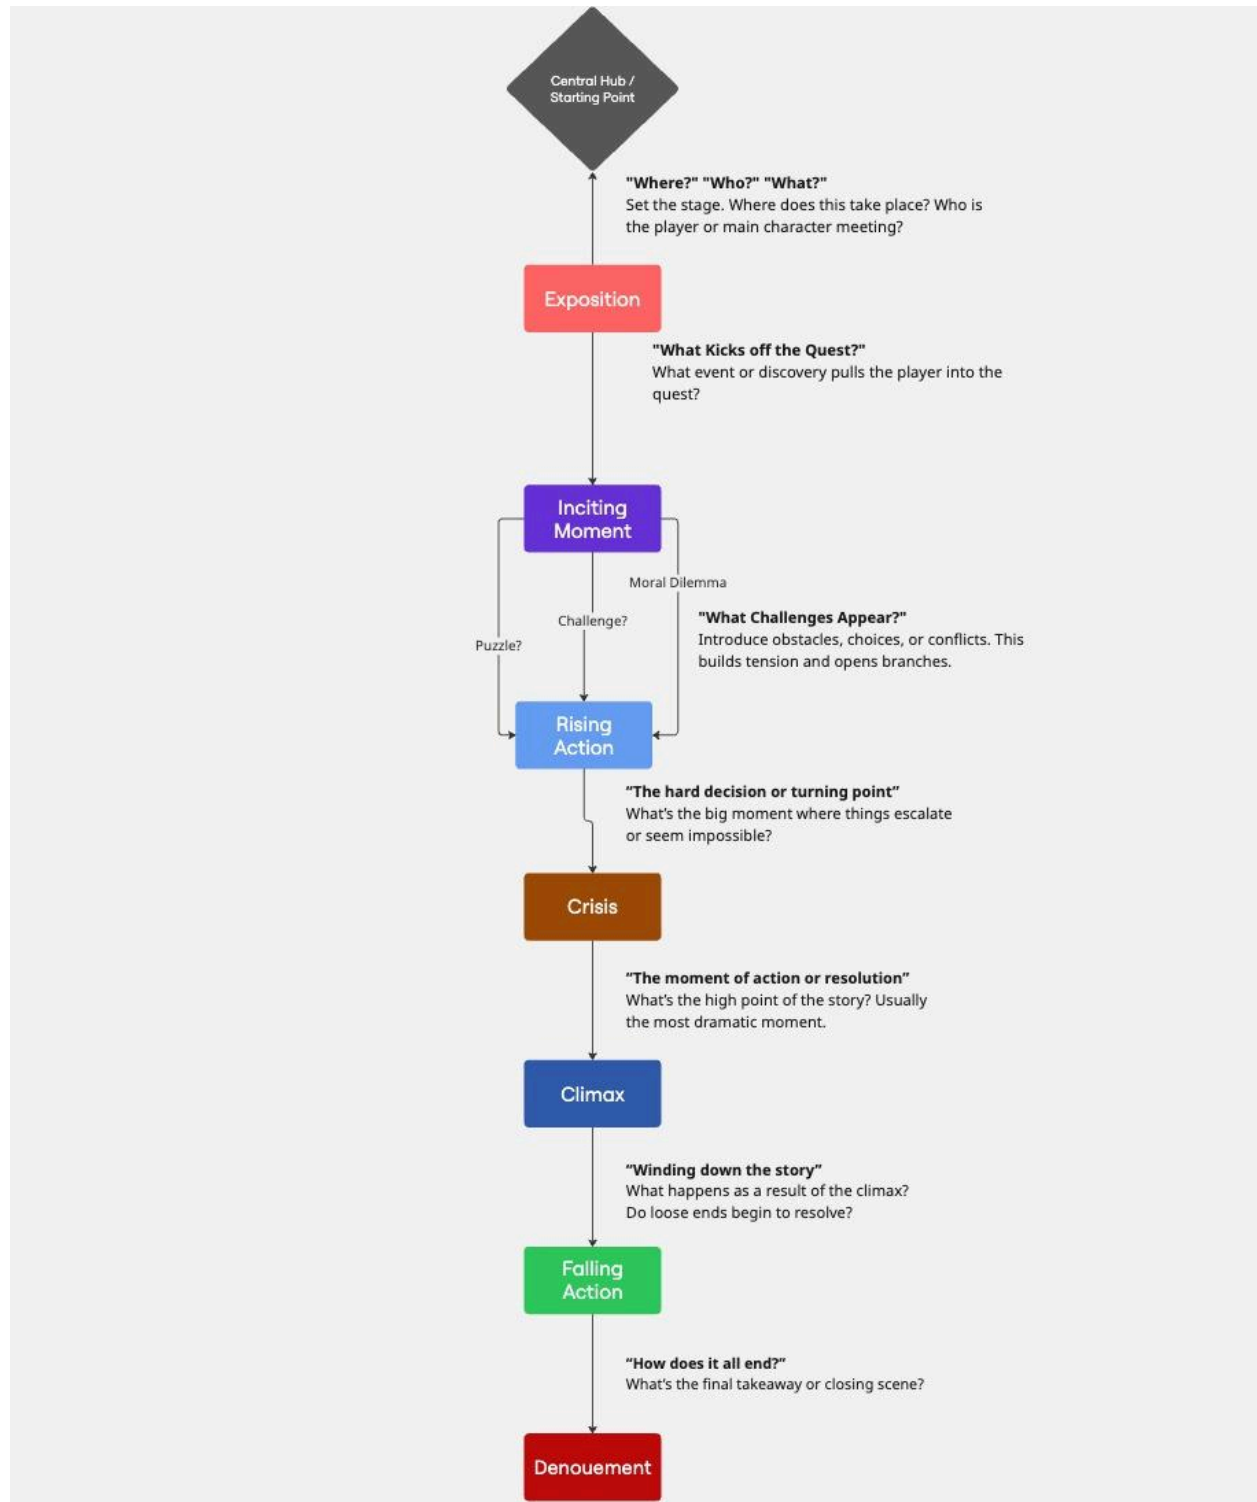 Central Hub /
Starting Point
"Where?" "Who?" "What?"
Set the stage. Where does this take place? Who is
the player or main character meeting?
Exposition
"What Kicks off the Quest?"
What event or discovery pulls the player into the
quest?
Inciting
Moment
Moral Dilemma
Challenge?
Puzzle?
"What Challenges Appear?"
Introduce obstacles, choices, or conflicts. This
builds tension and opens branches.
Rising
Action
“The hard decision or turning point”
What’s the big moment where things escalate
or seem impossible?
Crisis
“The moment of action or resolution”
What’s the high point of the story? Usually
the most dramatic moment.
Climax
“Winding down the story”
What happens as a result of the climax?
Do loose ends begin to resolve?
Falling
Action
“How does it all end?”
What’s the final takeaway or closing scene?
Denouement